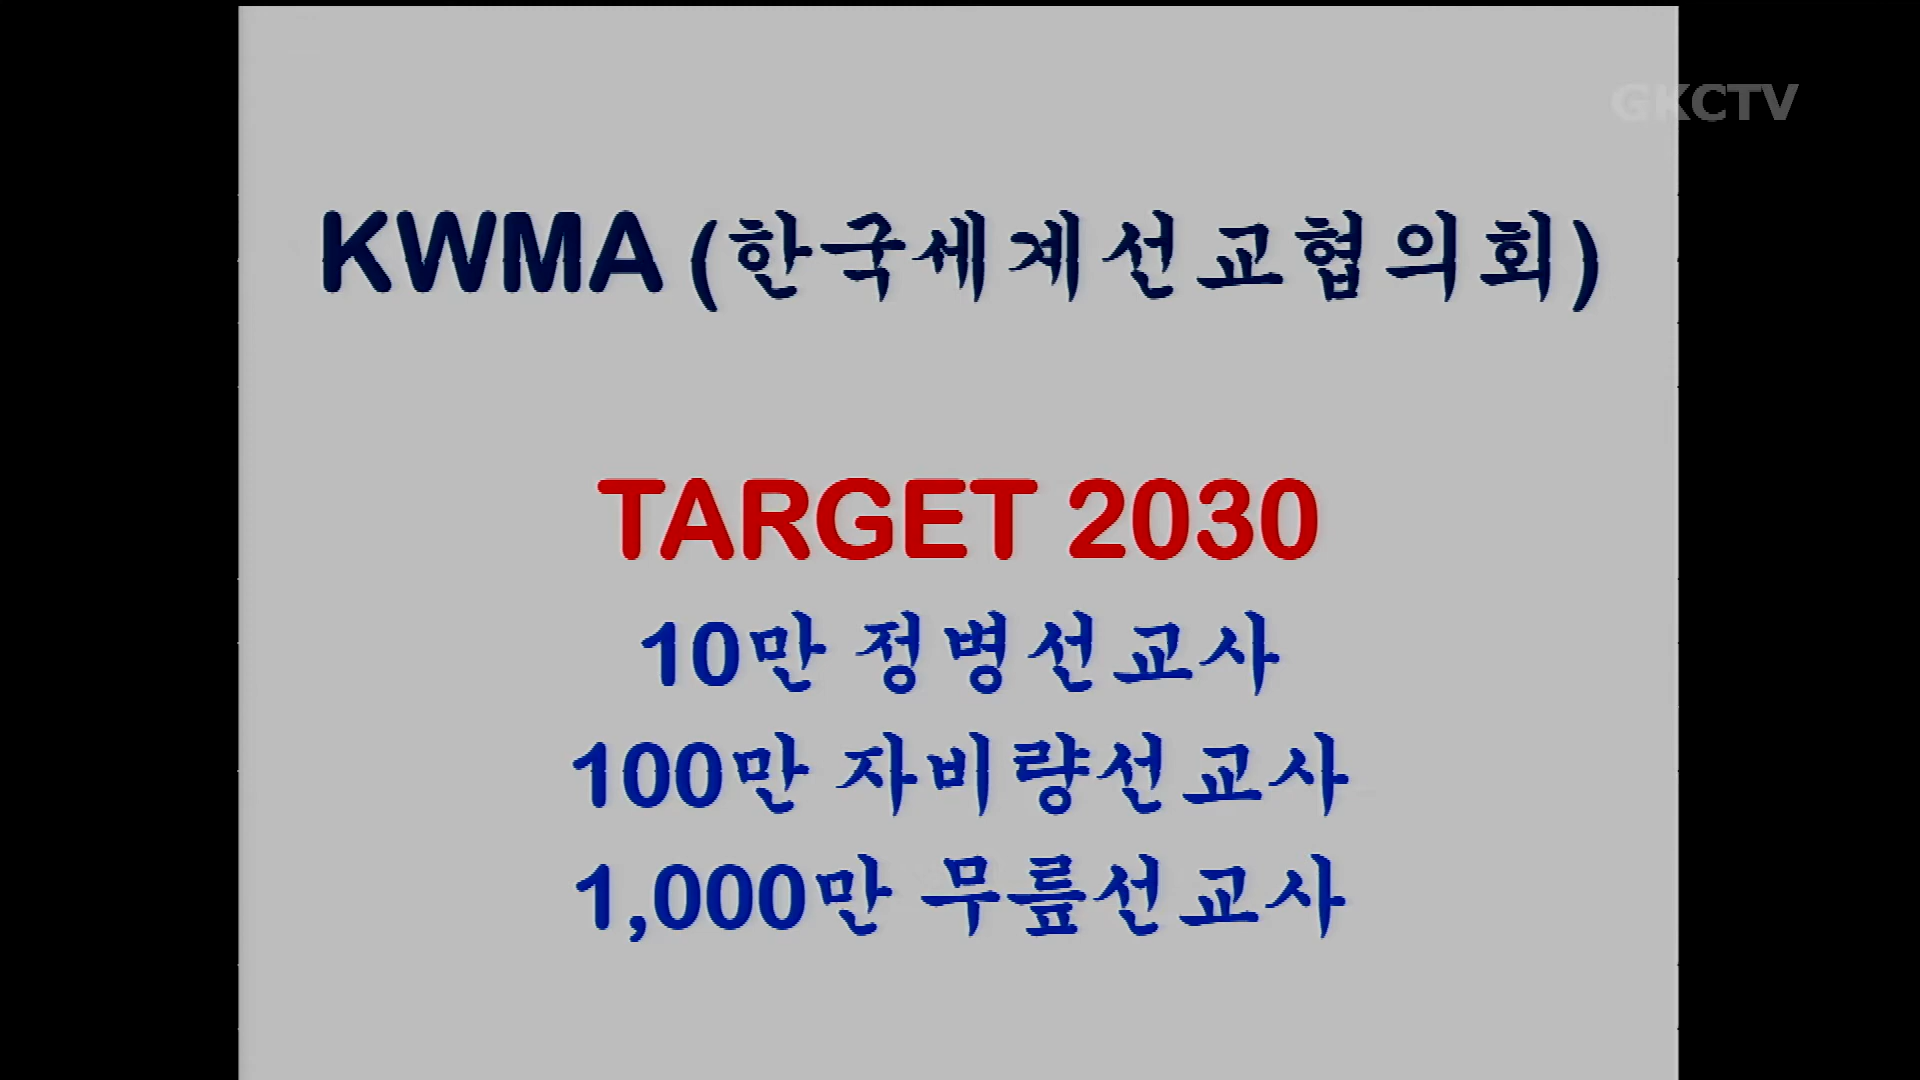 GKCTV
KWMA (한국세계선교협의회)
TARGET 2030
10만 정병선교사
100만 자비량선교사
1,000만 무릎선교사